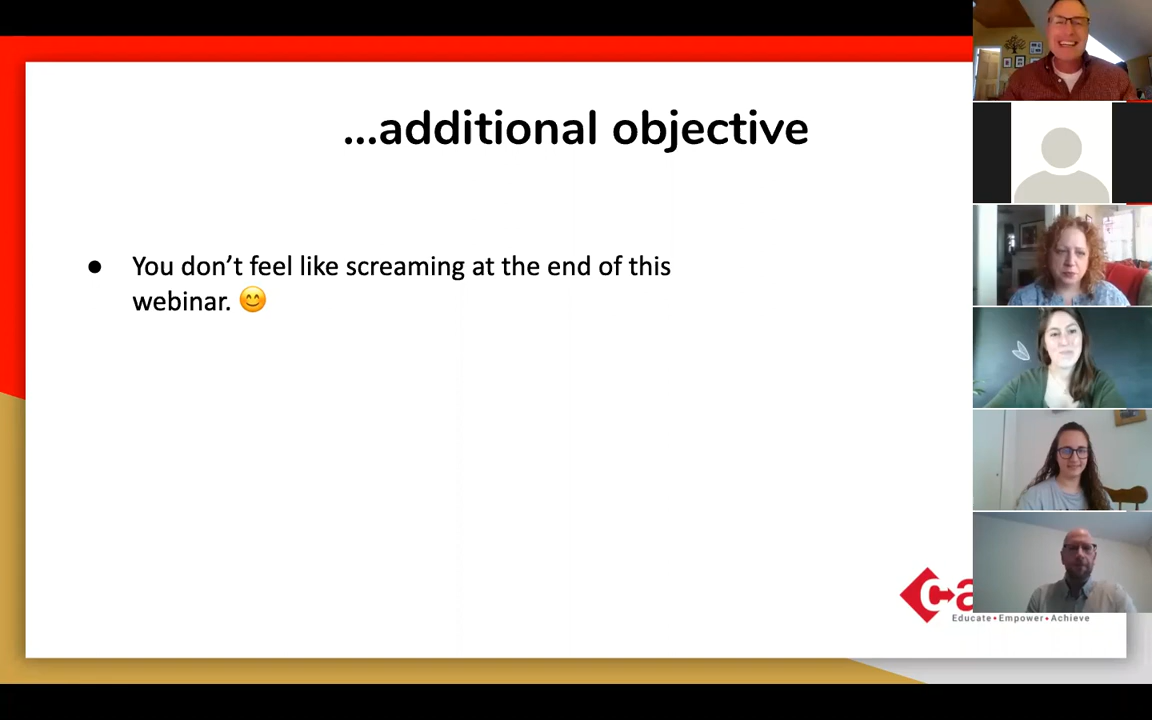 ...additional objective
● You don’t feel like screaming at the end of this
webinar. 😊
Educate•Empower•Achieve